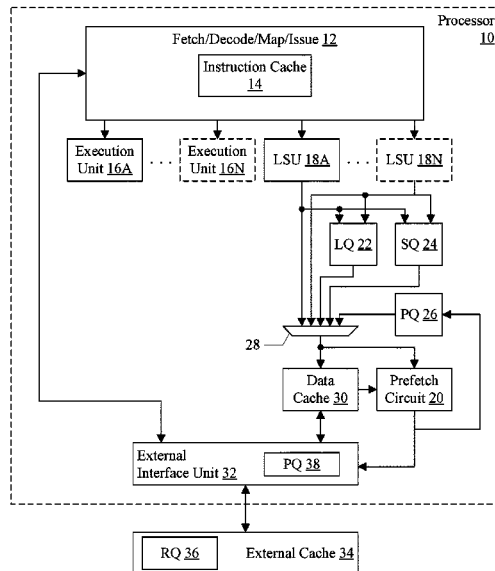 Processor
10
Fetch/Decode/Map/Issue 12
Instruction Cache
14
Execution
Unit 16A
. . .
Execution
Unit 16N
LSU 18A
. . .
LSU 18N
LQ 22
SQ 24
PQ 26
28
Data
Cache 30
Prefetch
Circuit 20
External
Interface Unit 32
PQ 38
RQ 36
External Cache 34